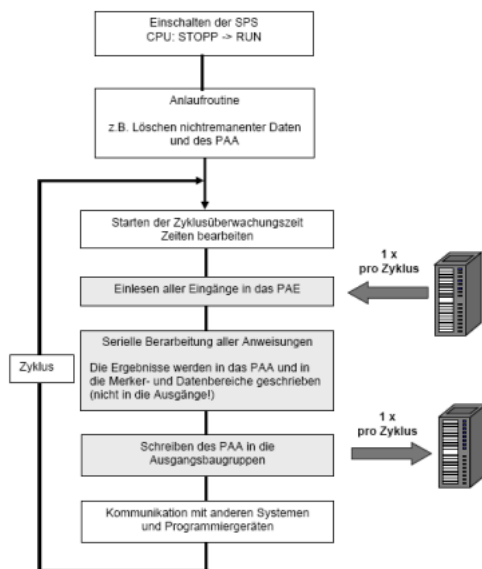 Einschalten der SPS
CPU: STOPP -> RUN
Anlaufroutine
z.B. Löschen nichtremanenter Daten
und des PAA
Starten der Zyklusüberwachungszeit
Zeiten bearbeiten
1 x
pro Zyklus
Einlesen aller Eingänge in das PAE
Serielle Berarbeitung aller Anweisungen
Die Ergebnisse werden in das PAA und in
die Merker- und Datenbereiche geschrieben
(nicht in die Ausgänge!)
Zyklus
1 x
pro Zyklus
Schreiben des PAA in die
Ausgangsbaugruppen
Kommunikation mit anderen Systemen
und Programmiergeräten